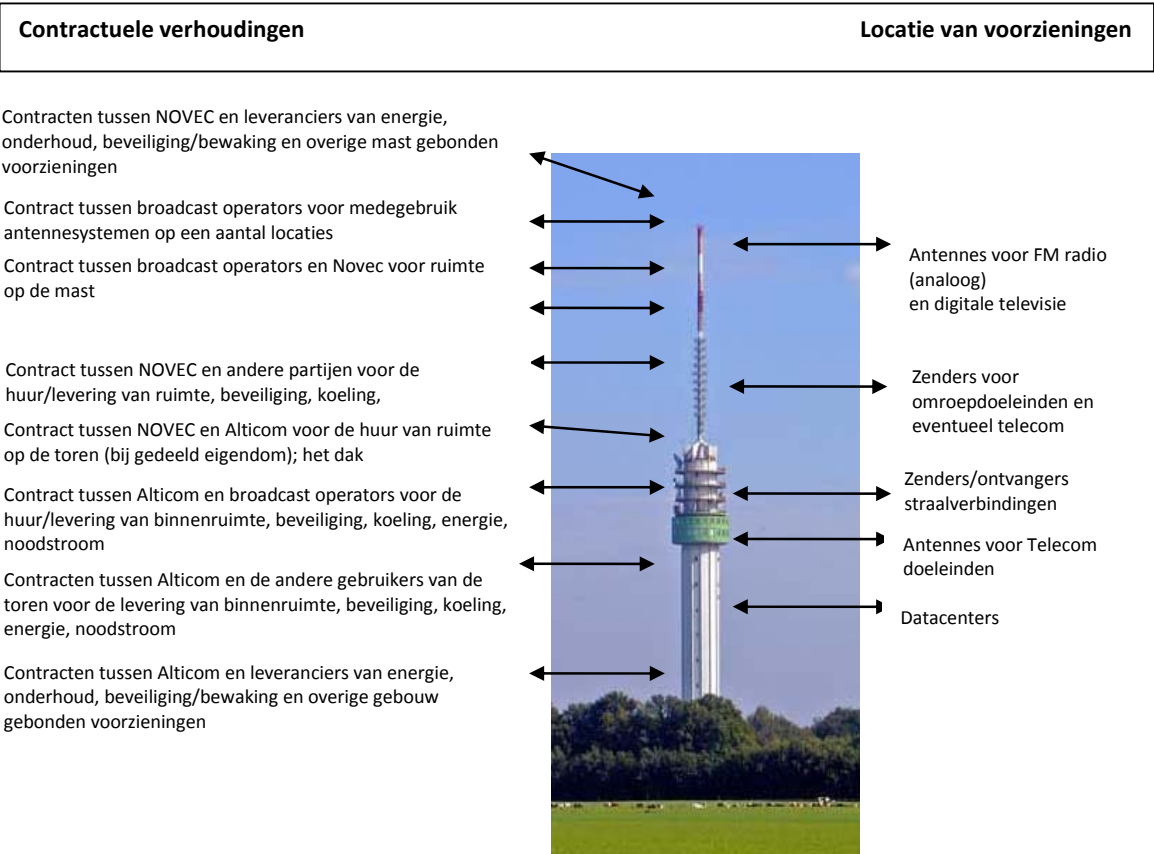 Contractuele verhoudingen
Locatie van voorzieningen
Contracten tussen NOVEC en leveranciers van energie,
onderhoud, beveiliging/bewaking en overige mast gebonden
voorzieningen
Contract tussen broadcast operators voor medegebruik
antennesystemen op een aantal locaties
Contract tussen broadcast operators en Novec voor ruimte
op de mast
Contract tussen NOVEC en andere partijen voor de
huur/levering van ruimte, beveiliging, koeling,
Contract tussen NOVEC en Alticom voor de huur van ruimte
op de toren (bij gedeeld eigendom); het dak
Contract tussen Alticom en broadcast operators voor de
huur/levering van binnenruimte, beveiliging, koeling, energie,
noodstroom
Contracten tussen Alticom en de andere gebruikers van de
toren voor de levering van binnenruimte, beveiliging, koeling,
energie, noodstroom
Contracten tussen Alticom en leveranciers van energie,
onderhoud, beveiliging/bewaking en overige gebouw
gebonden voorzieningen
Antennes voor FM radio
(analoog)
en digitale televisie
Zenders voor
omroepdoeleinden en
eventueel telecom
Zenders/ontvangers
straalverbindingen
Antennes voor Telecom
doeleinden
Datacenters